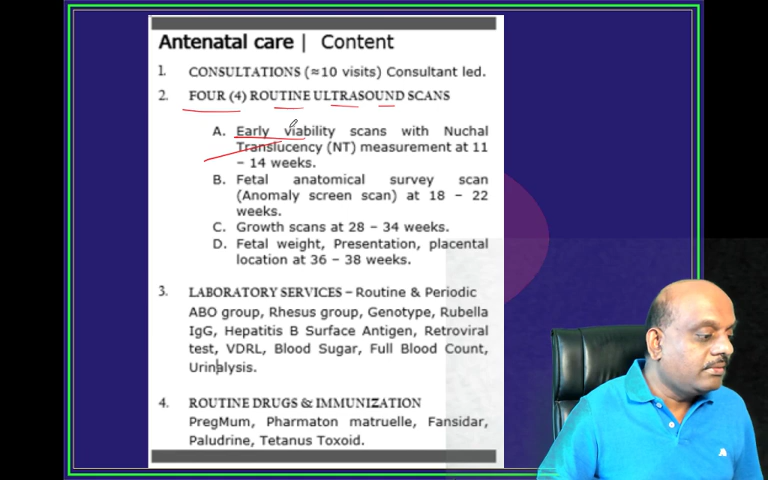 Antenatal care | Content
1. CONSULTATIONS (≈10 visits) Consultant led.
2. FOUR (4) ROUTINE ULTRASOUND SCANS
A. Early viability scans with Nuchal
Translucency (NT) measurement at 11
– 14 weeks.
B. Fetal anatomical survey scan
(Anomaly screen scan) at 18 – 22
weeks.
C. Growth scans at 28 – 34 weeks.
D. Fetal weight, Presentation, placental
location at 36 – 38 weeks.
3. LABORATORY SERVICES – Routine & Periodic
ABO group, Rhesus group, Genotype, Rubella
IgG, Hepatitis B Surface Antigen, Retroviral
test, VDRL, Blood Sugar, Full Blood Count,
Urinalysis.
4. ROUTINE DRUGS & IMMUNIZATION
PregMum, Pharmaton matruelle, Fansidar,
Paludrine, Tetanus Toxoid.